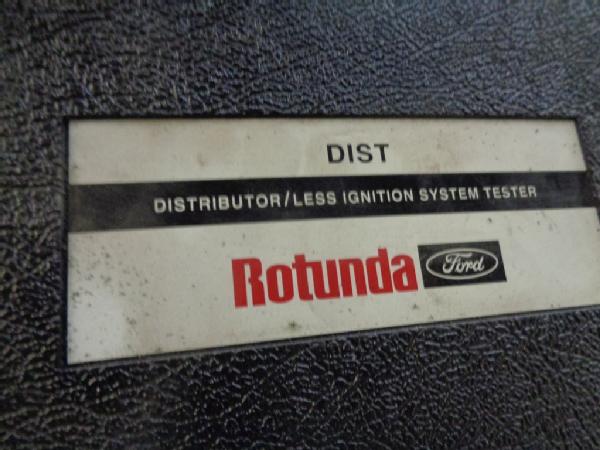 DIST
DISTRIBUTOR/LESS IGNITION SYSTEM TESTER
Rotunda Ford